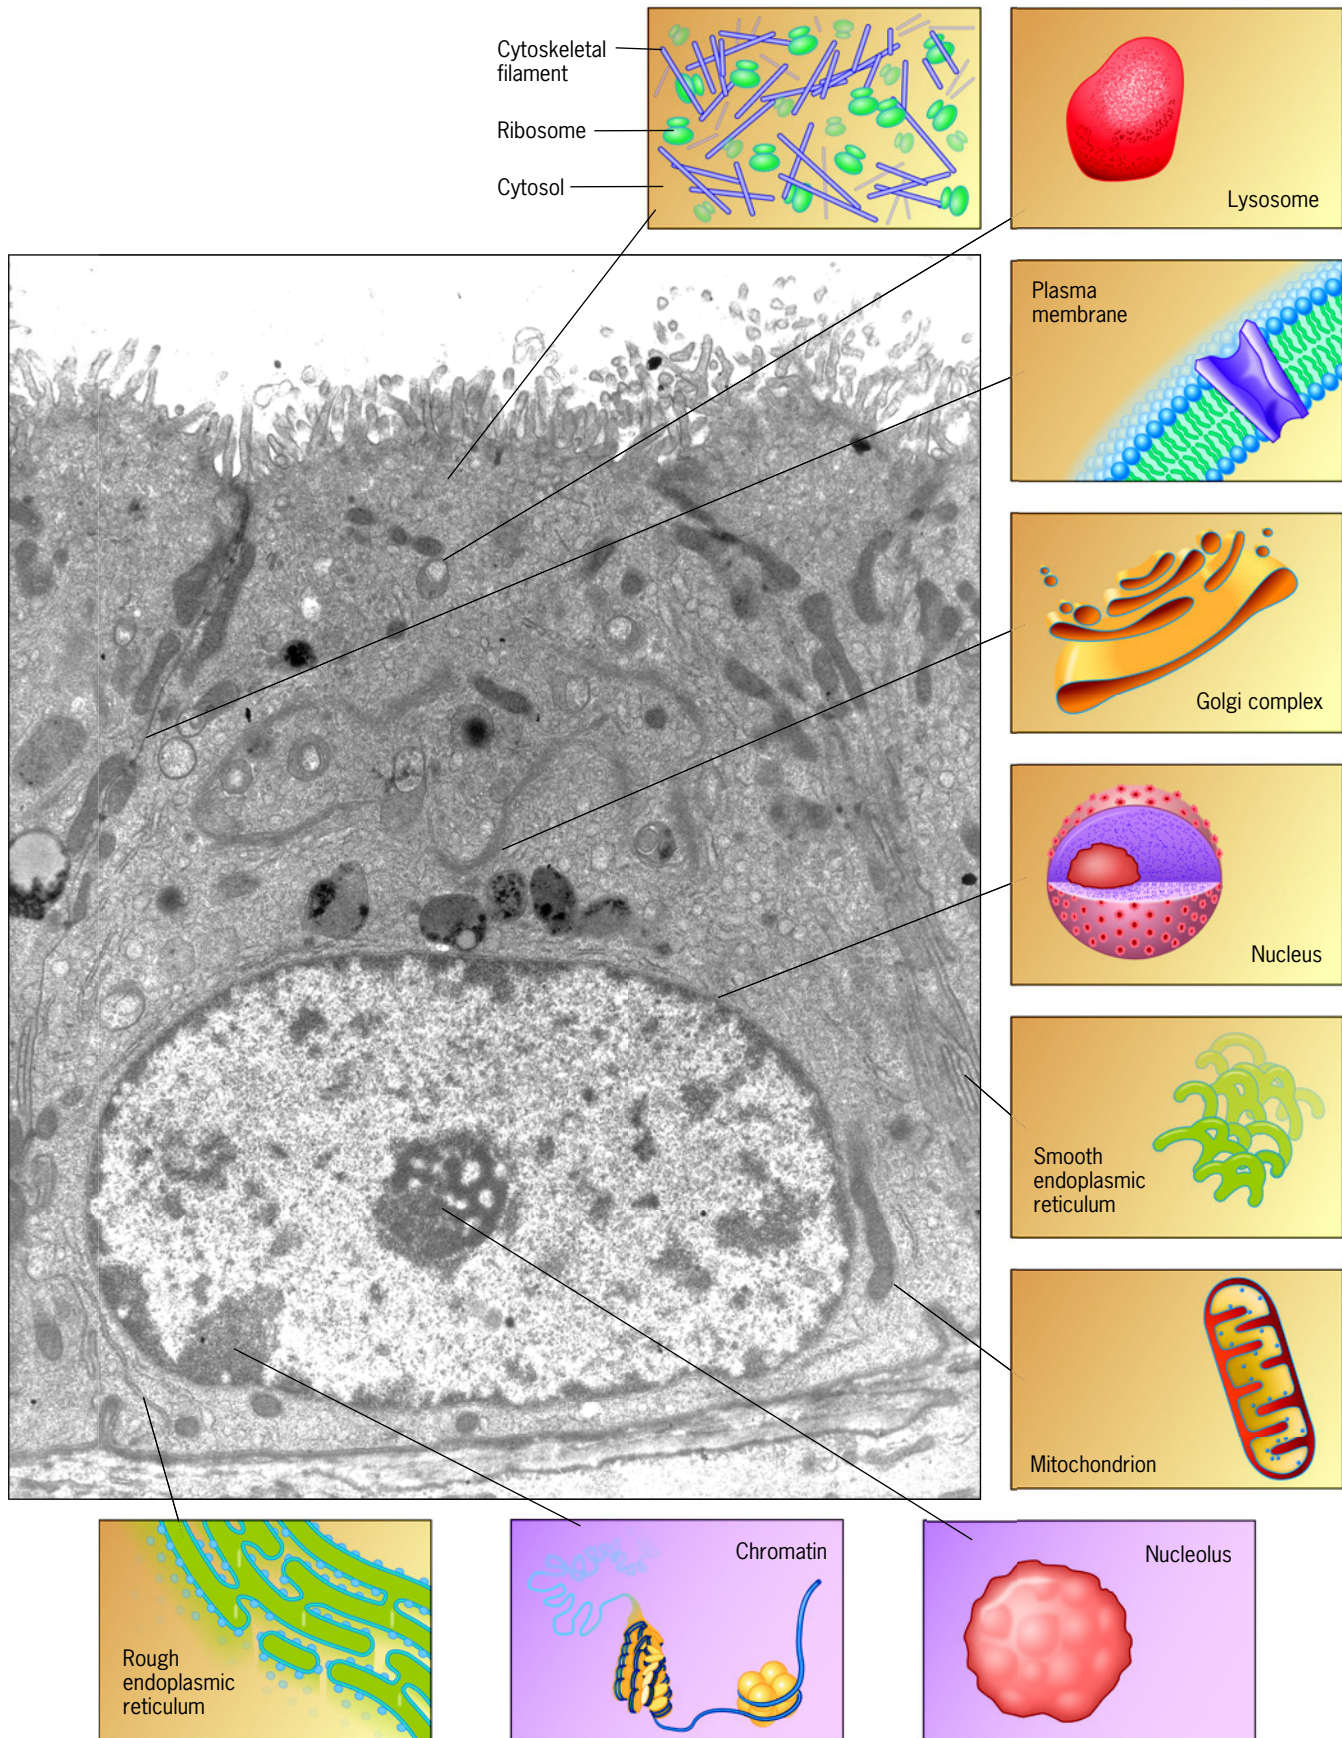 Cytoskeletal
filament
Ribosome
Cytosol
Lysosome
Plasma
membrane
Golgi complex
Nucleus
Smooth
endoplasmic
reticulum
Mitochondrion
Rough
endoplasmic
reticulum
Chromatin
Nucleolus